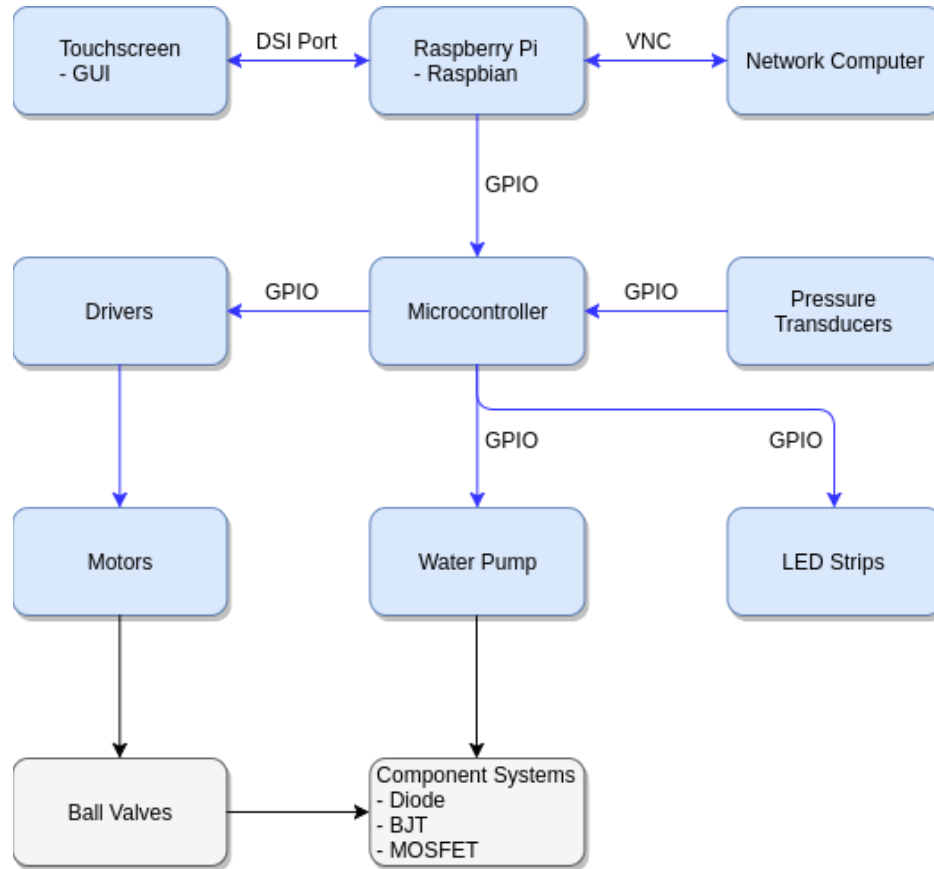 Touchscreen
- GUI
DSI Port
Raspberry Pi
- Raspbian
VNC
Network Computer
GPIO
Drivers
GPIO
Microcontroller
GPIO
Pressure
Transducers
GPIO
GPIO
Motors
Water Pump
LED Strips
Ball Valves
Component Systems
- Diode
- BJT
- MOSFET